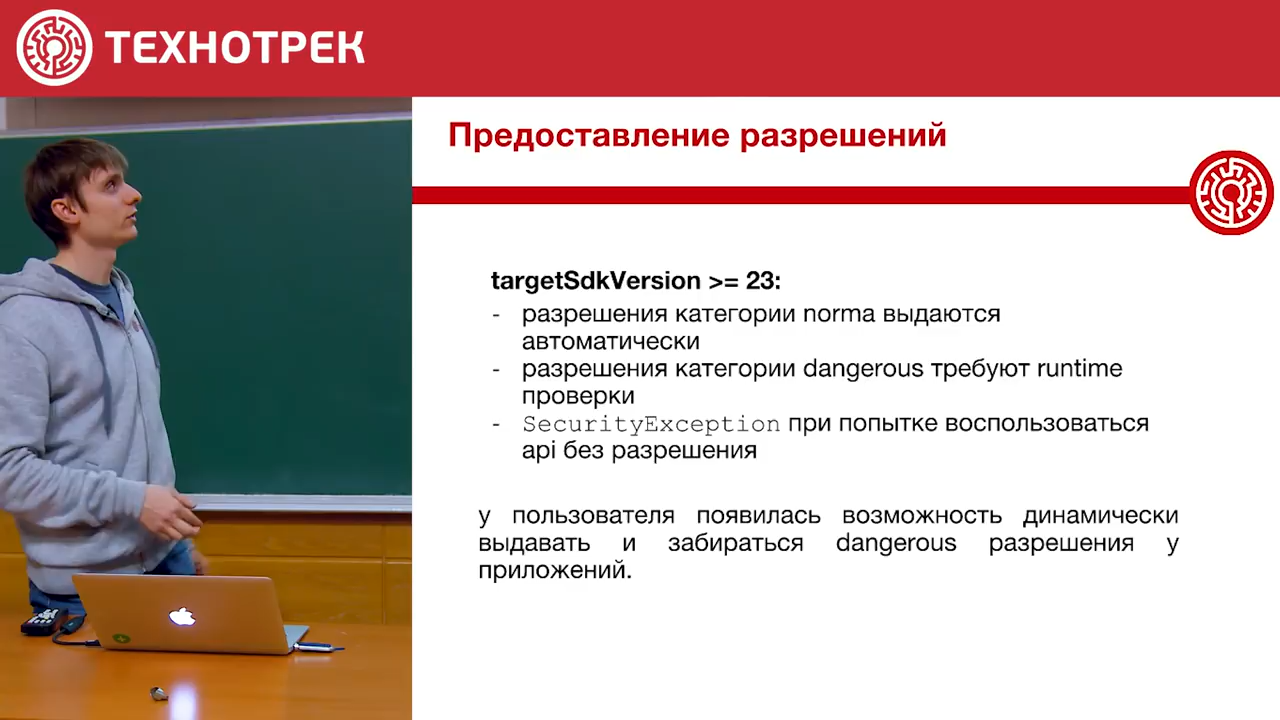 ТЕХНОТРЕК
Предоставление разрешений
targetSdkVersion >= 23:
- разрешения категории norma выдаются
автоматически
- разрешения категории dangerous требуют runtime
проверки
- SecurityException при попытке воспользоваться
api без разрешения
у пользователя появилась возможность динамически
выдавать и забираться dangerous разрешения у
приложений.